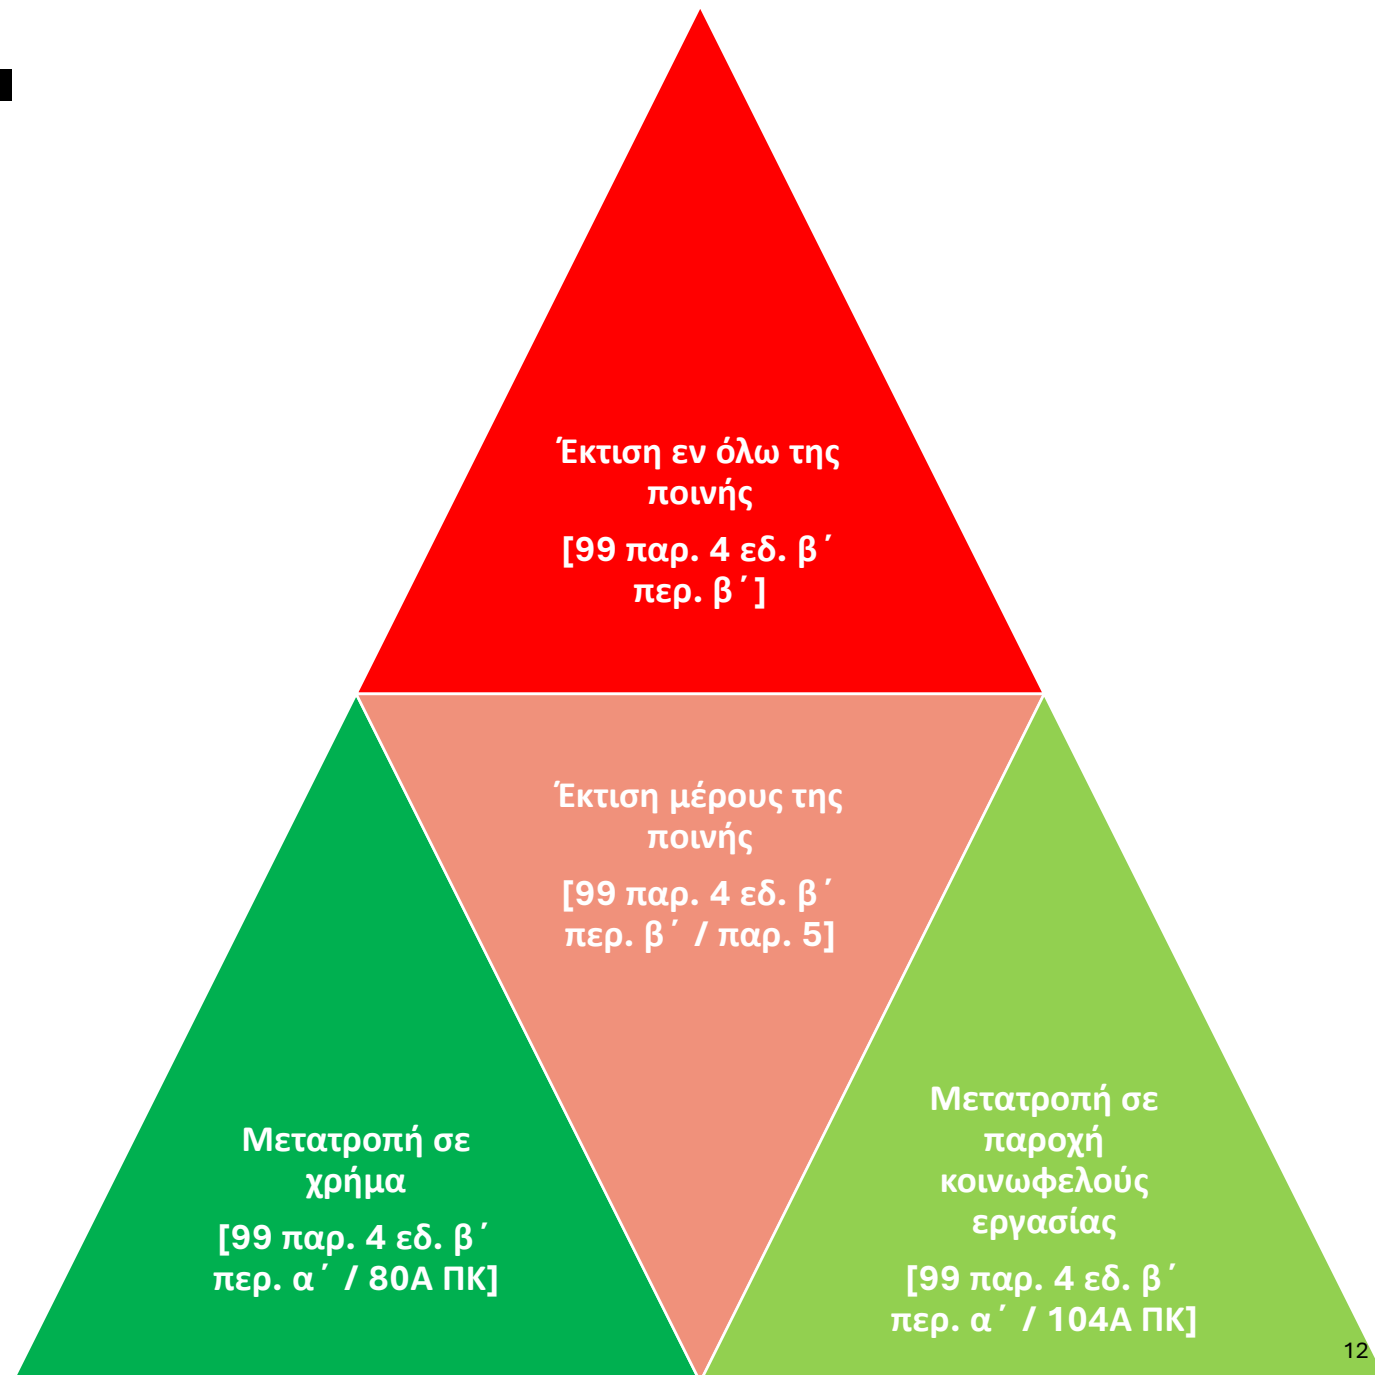 Έκτιση εν όλω της
ποινής
[99 παρ. 4 εδ. β΄
περ. β΄]
Έκτιση μέρους της
ποινής
[99 παρ. 4 εδ. β΄
περ. β΄ / παρ. 5]
Μετατροπή σε
χρήμα
[99 παρ. 4 εδ. β΄
περ. α΄ / 80Α ΠΚ]
Μετατροπή σε
παροχή
κοινωφελούς
εργασίας
[99 παρ. 4 εδ. β΄
περ. α΄ / 104Α ΠΚ]
12